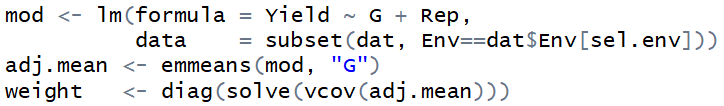 mod <- lm(formula = Yield ~ G + Rep,
          data    = subset(dat, Env==dat$Env[sel.env]))
adj.mean <- emmeans(mod, "G")
weight   <- diag(solve(vcov(adj.mean)))